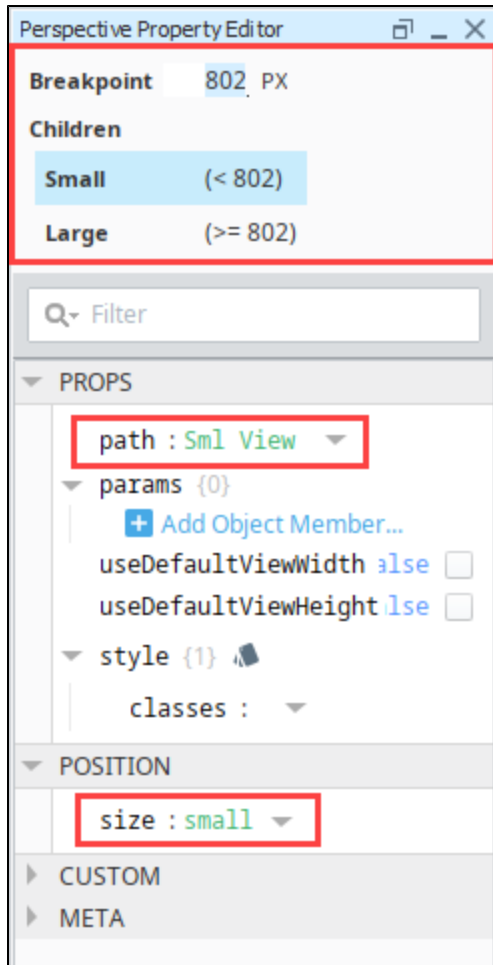 Perspective Property Editor
Breakpoint 802 PX
Children
Small (< 802)
Large (>= 802)
Filter
PROPS
path : Sml View
params {0}
Add Object Member...
useDefaultViewWidth alse
useDefaultViewHeight lse
style {1}
classes :
POSITION
size : small
CUSTOM
META